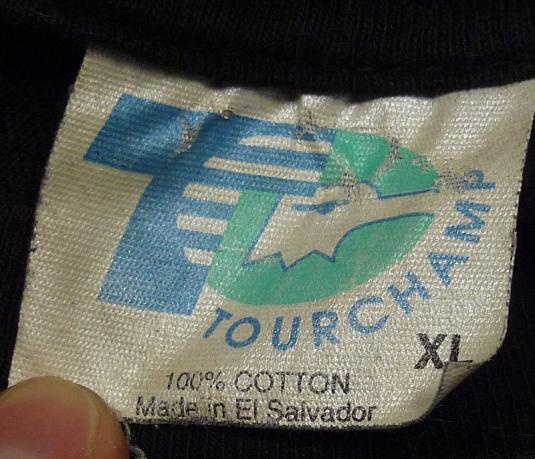 TOURCHAMP
XL
100% COTTON
Made in El Salvador